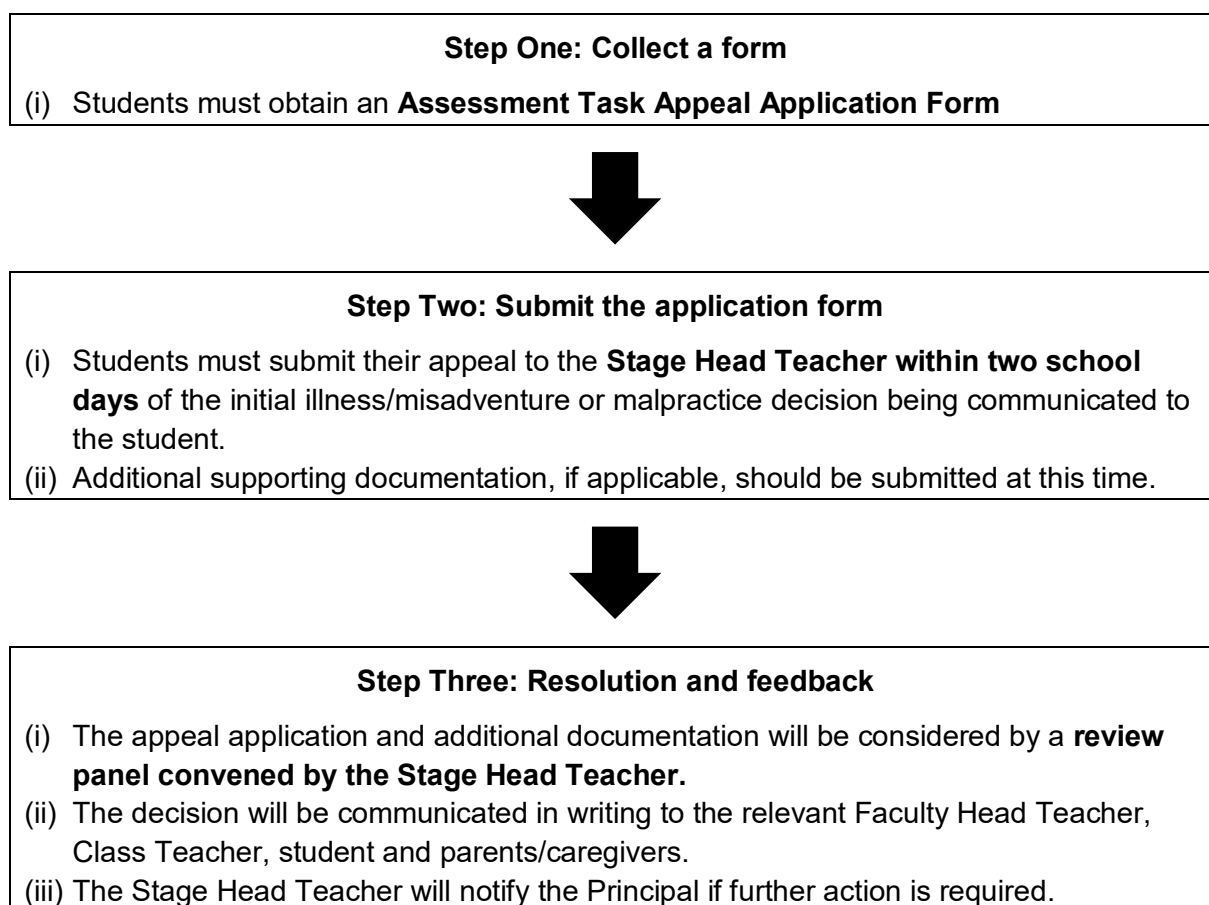 Step One: Collect a form
(i) Students must obtain an Assessment Task Appeal Application Form
Step Two: Submit the application form
(i) Students must submit their appeal to the Stage Head Teacher within two school
days of the initial illness/misadventure or malpractice decision being communicated to
the student.
(ii) Additional supporting documentation, if applicable, should be submitted at this time.
Step Three: Resolution and feedback
(i) The appeal application and additional documentation will be considered by a review
panel convened by the Stage Head Teacher.
(ii) The decision will be communicated in writing to the relevant Faculty Head Teacher,
Class Teacher, student and parents/caregivers.
(iii) The Stage Head Teacher will notify the Principal if further action is required.